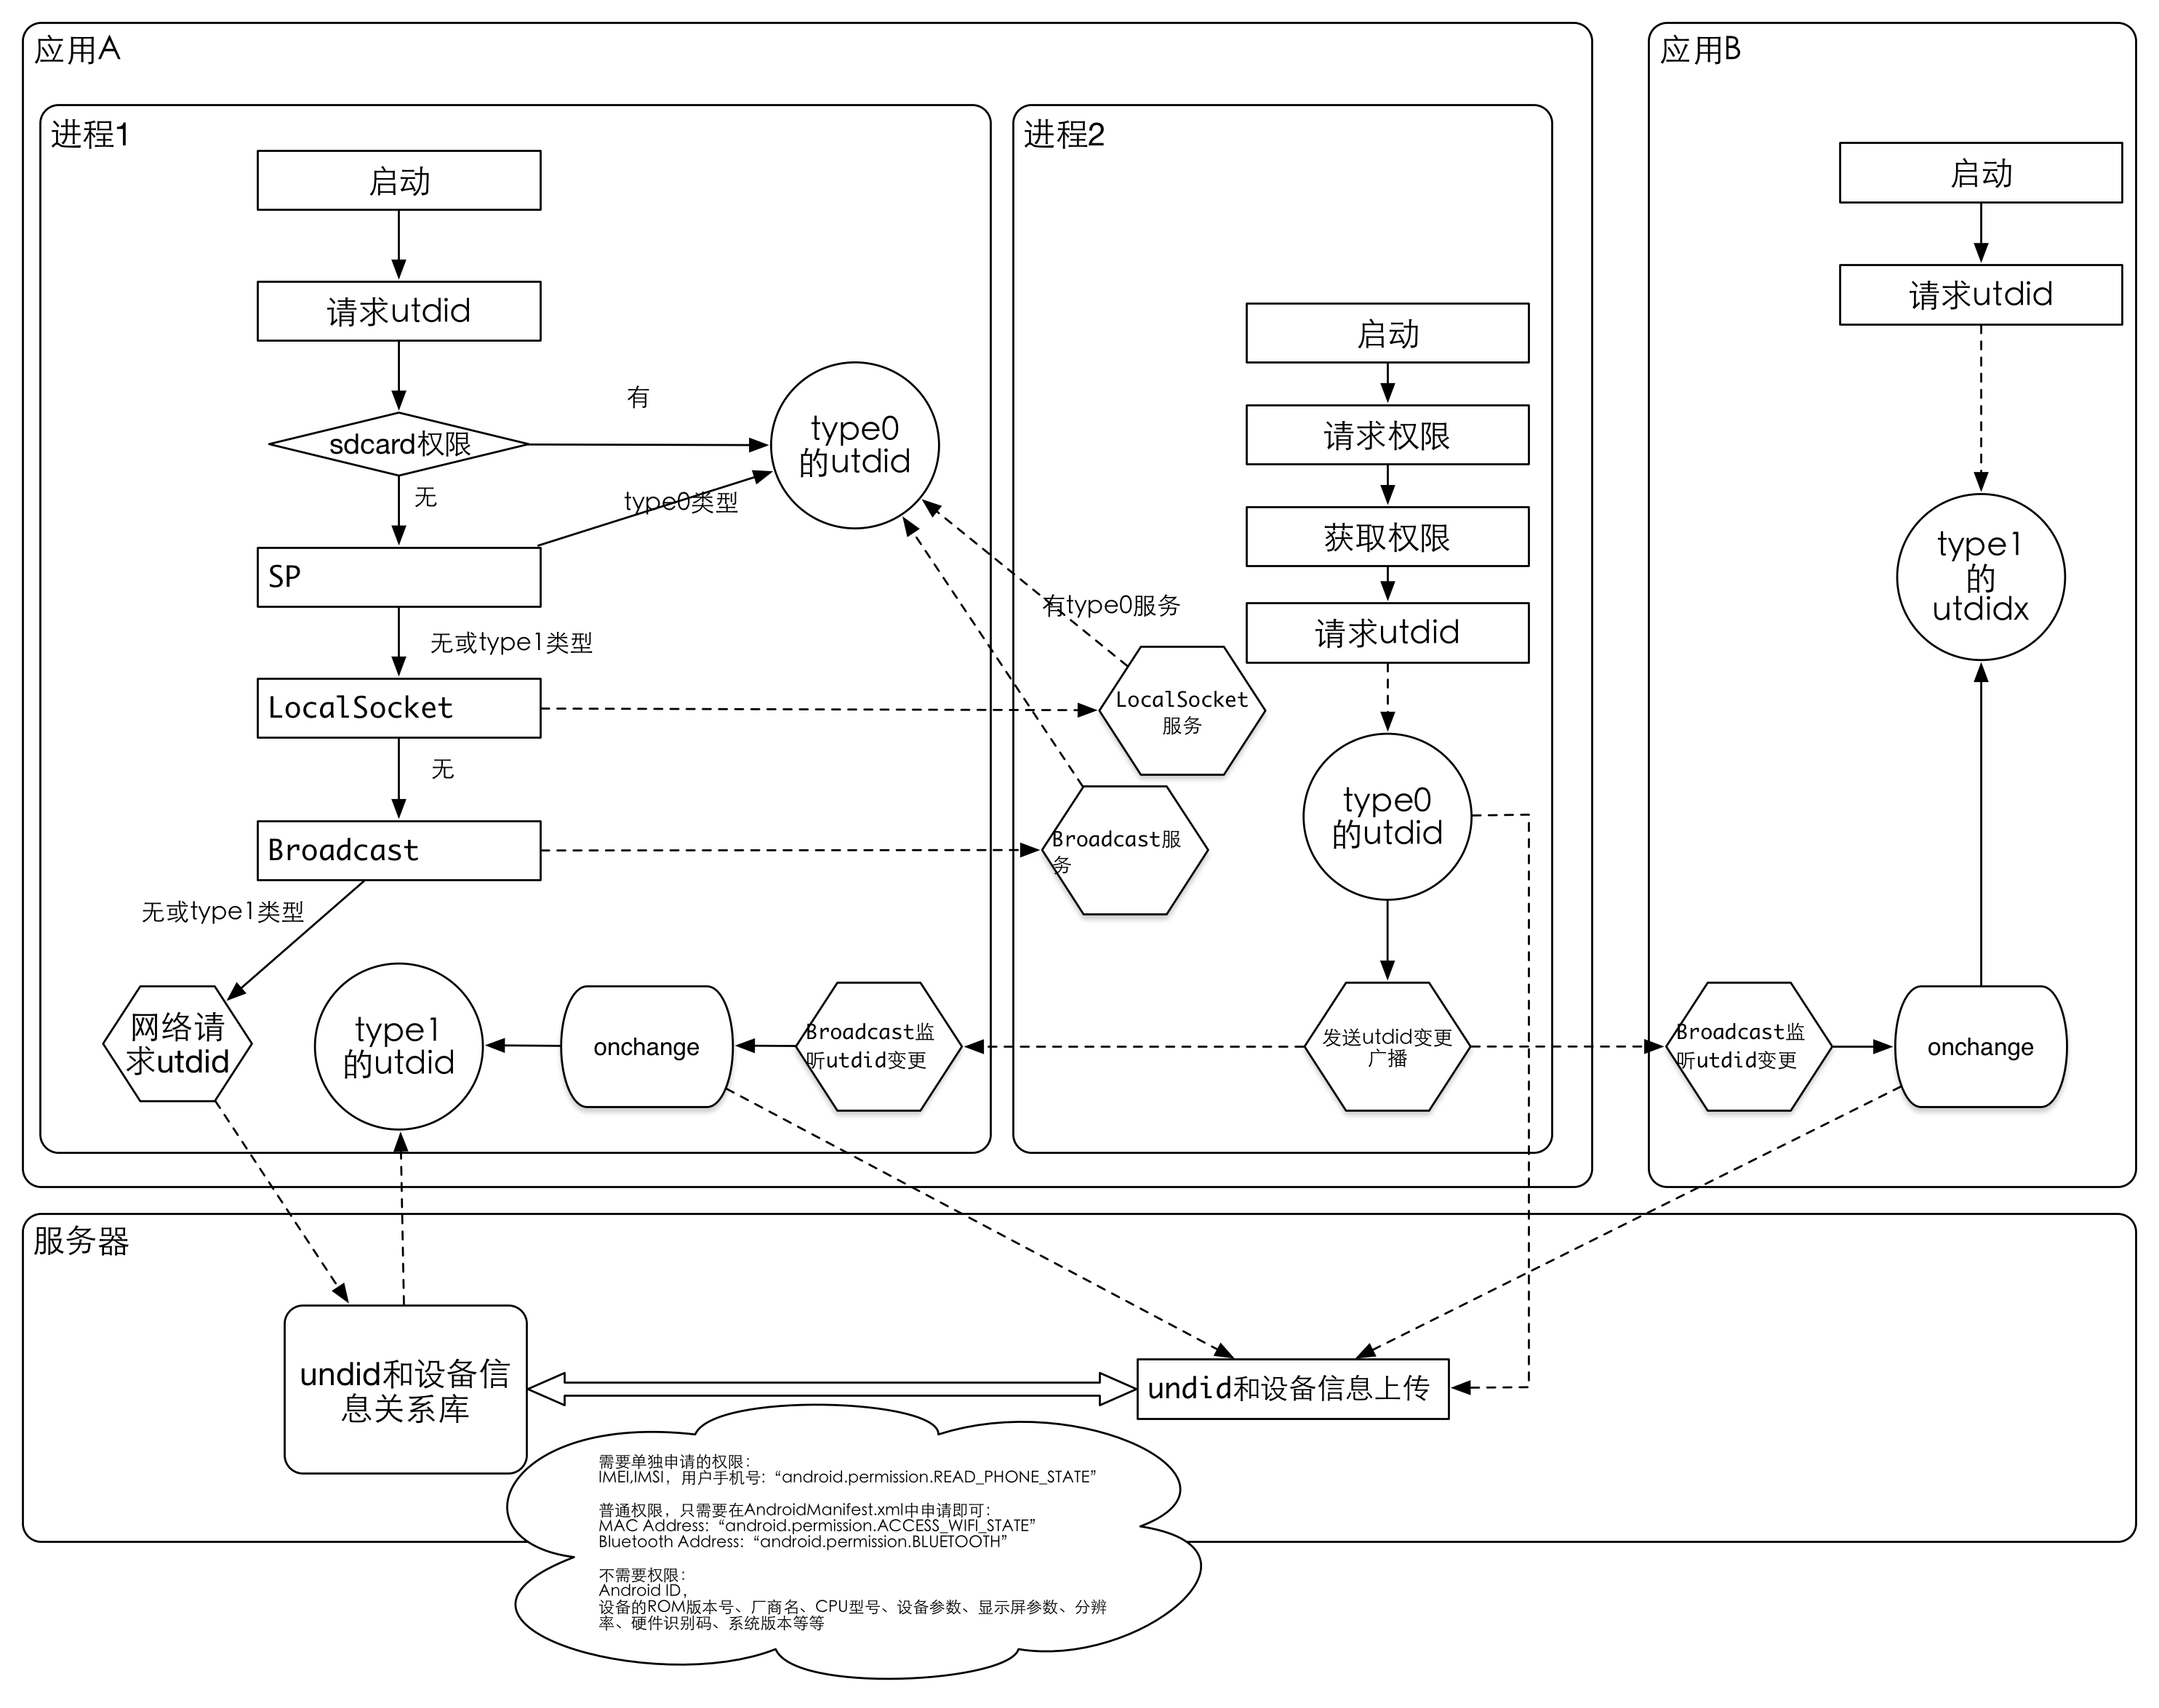 应用A
进程1
启动
请求utdid
sdcard权限
有
无
type0
的utdid
type0类型
SP
无或type1类型
LocalSocket
无
Broadcast
无或type1类型
网络请
求utdid
type1
的utdid
onchange
Broadcast监
听utdid变更
进程2
启动
请求权限
获取权限
请求utdid
有type0服务
LocalSocket
服务
Broadcast服
务
type0
的utdid
发送utdid变更
广播
应用B
启动
请求utdid
type1
的
utdidx
Broadcast监
听utdid变更
onchange
服务器
undid和设备信
息关系库
undid和设备信息上传
需要单独申请的权限：
IMEI,IMSI，用户手机号:“android.permission.READ_PHONE_STATE”
普通权限，只需要在AndroidManifest.xml中申请即可：
MAC Address:“android.permission.ACCESS_WIFI_STATE”
Bluetooth Address:“android.permission.BLUETOOTH”
不需要权限：
Android ID，
设备的ROM版本号、厂商名、CPU型号、设备参数、显示屏参数、分辨
率、硬件识别码、系统版本等等